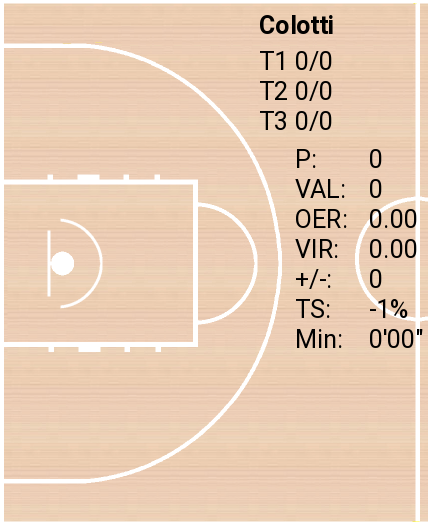 Colotti
T1 0/0
T2 0/0
T3 0/0
P: 0
VAL: 0
OER: 0.00
VIR: 0.00
+/-: 0
TS: -1%
Min: 0'00"